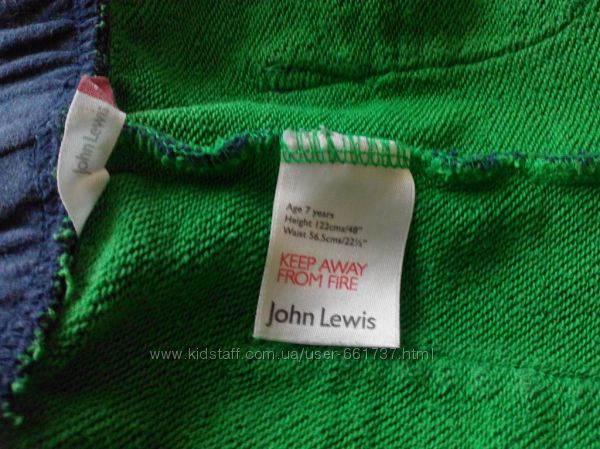 John Lewis
Age 7 years
Height 122cms/48"
Waist 56.5cms/22¼"
KEEP AWAY
FROM FIRE
John Lewis
www.kidstaff.com.ua/user-661737.html